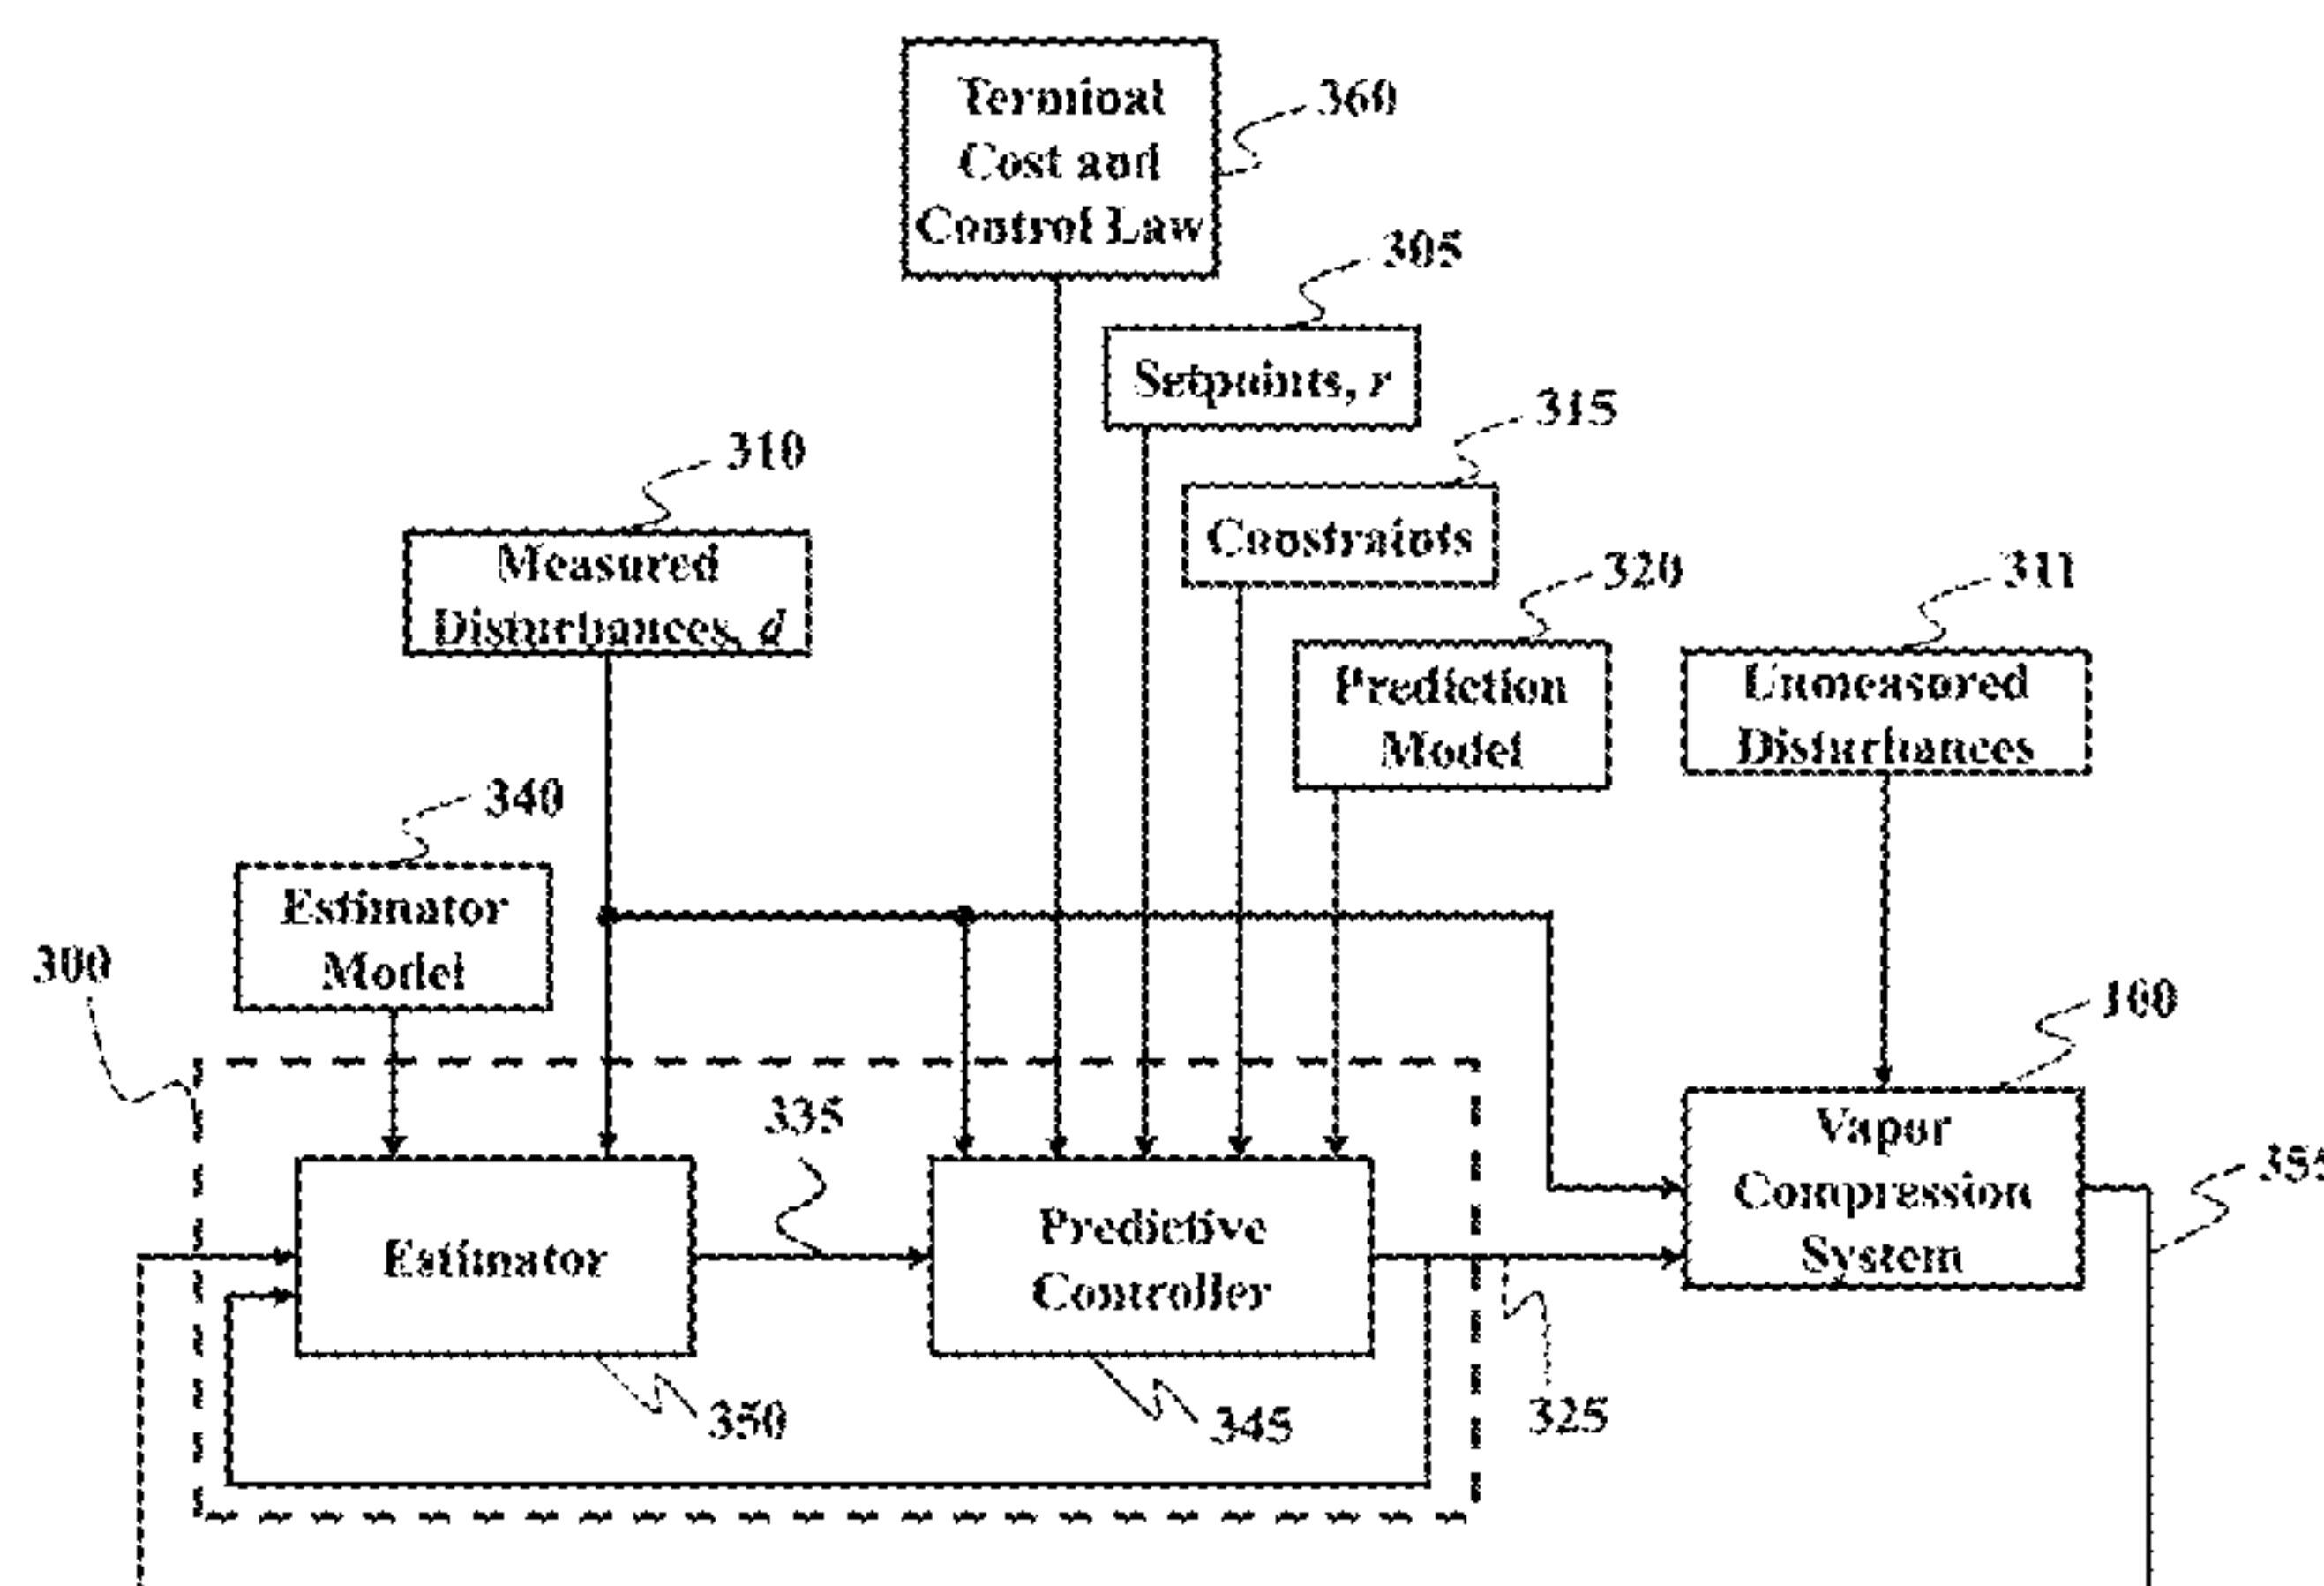 Terminal
Cost and
Control Law
360
305
Setpoints, r
315
Constraints
310
Measured
Disturbances, d
320
Prediction
Model
311
Unmeasured
Disturbances
340
Estimator
Model
300
100
Vapor
Compression
System
355
335
Estimator
Predictive
Controller
350
345
325